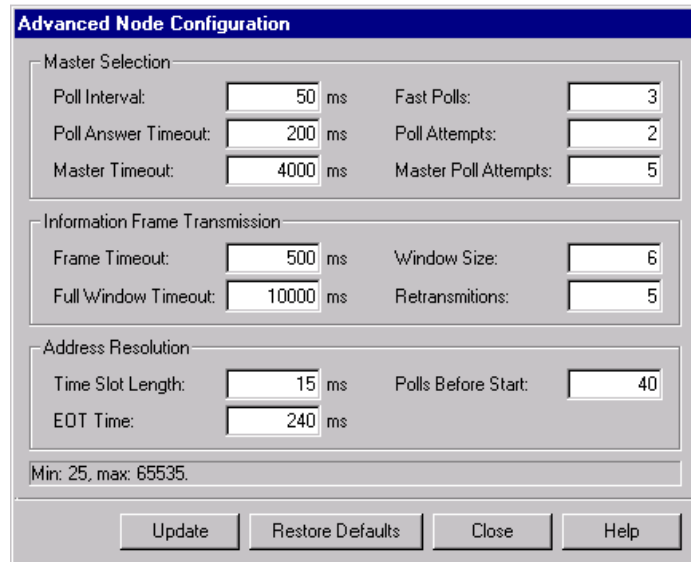 Advanced Node Configuration
Master Selection
Poll Interval: 50 ms Fast Polls: 3
Poll Answer Timeout: 200 ms Poll Attempts: 2
Master Timeout: 4000 ms Master Poll Attempts: 5
Information Frame Transmission
Frame Timeout: 500 ms Window Size: 6
Full Window Timeout: 10000 ms Retransmitions: 5
Address Resolution
Time Slot Length: 15 ms Polls Before Start: 40
EOT Time: 240 ms
Min: 25, max: 65535.
Update Restore Defaults Close Help